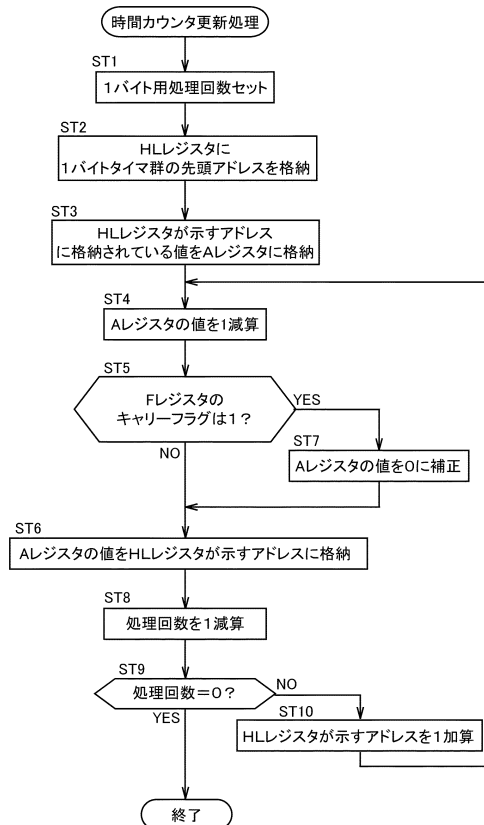 時間カウンタ更新処理
ST1
1バイト用処理回数セット
ST2
HLレジスタに
1バイトタイマ群の先頭アドレスを格納
ST3
HLレジスタが示すアドレス
に格納されている値をAレジスタに格納
ST4
Aレジスタの値を1減算
ST5
Fレジスタの
キャリーフラグは1？
YES
NO
ST7
Aレジスタの値を0に補正
ST6
Aレジスタの値をHLレジスタが示すアドレスに格納
ST8
処理回数を1減算
ST9
処理回数＝0？
NO
YES
ST10
HLレジスタが示すアドレスを1加算
終了